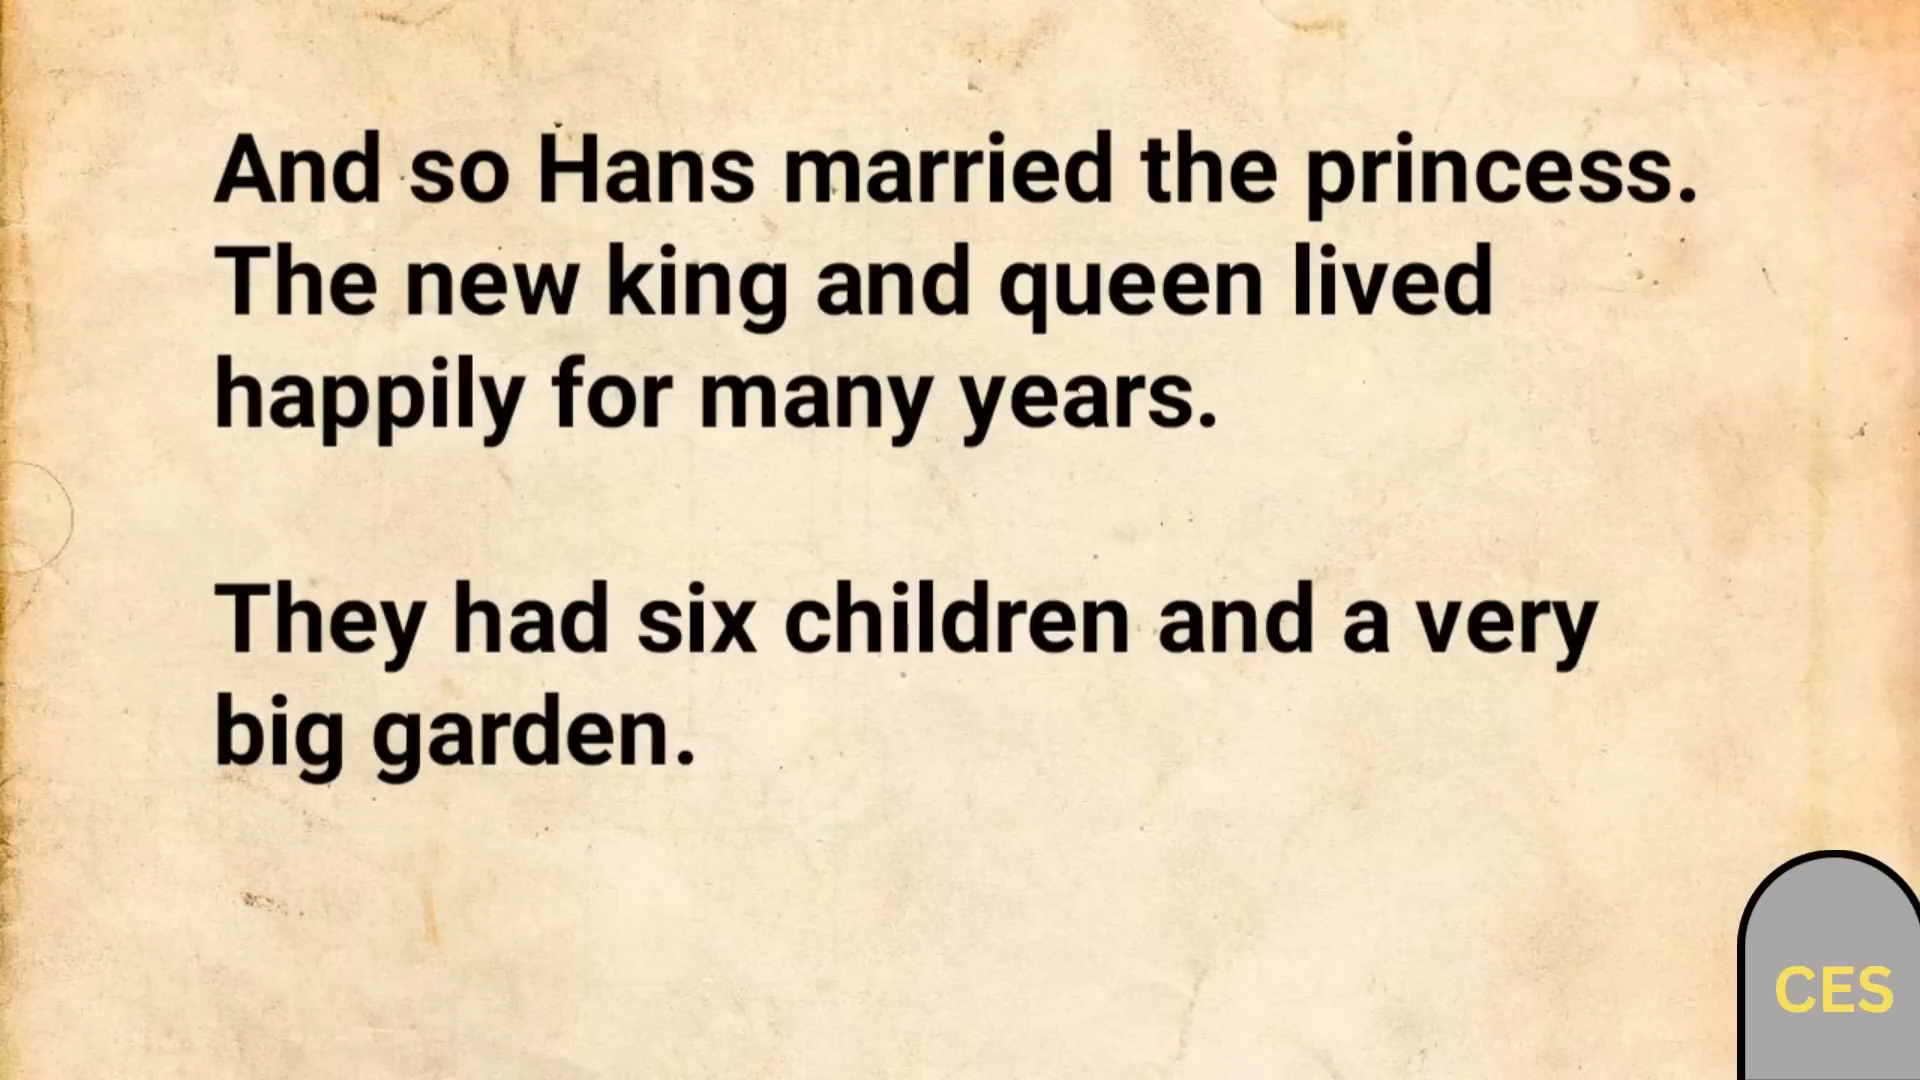 And so Hans married the princess.
The new king and queen lived
happily for many years.
They had six children and a very
big garden.
CES